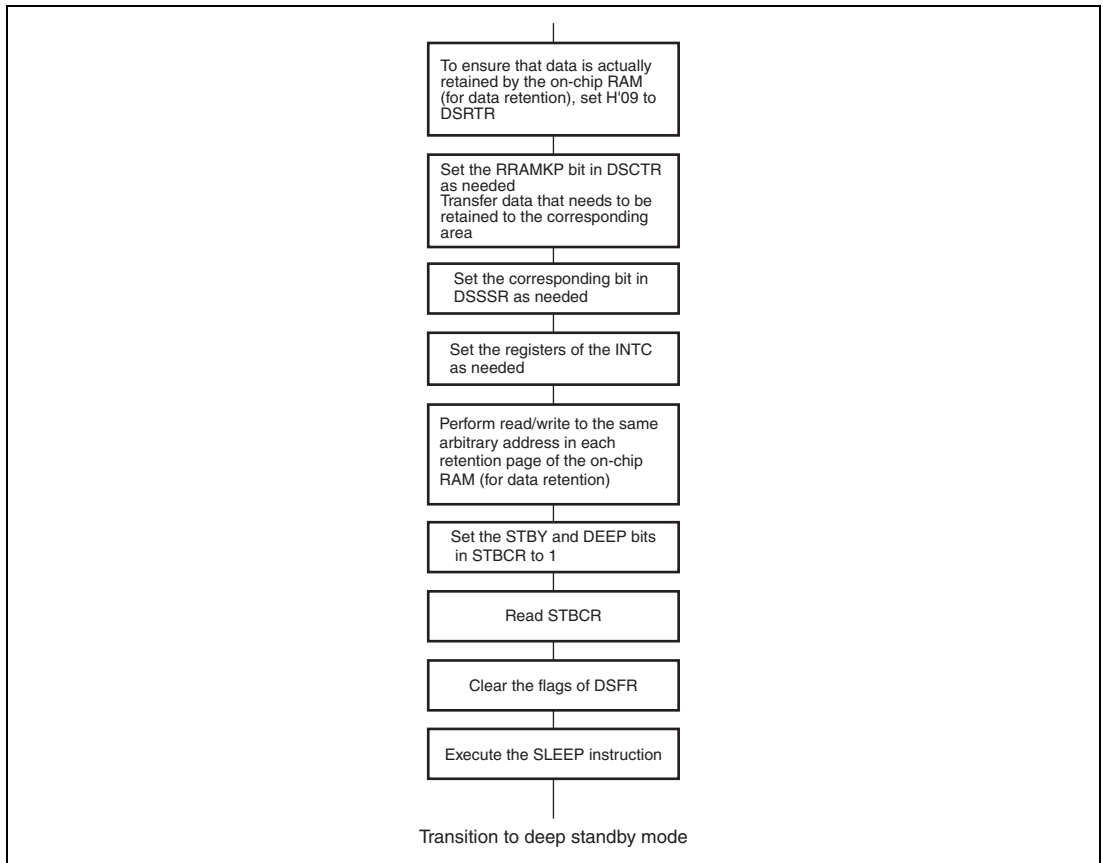 To ensure that data is actually
retained by the on-chip RAM
(for data retention), set H'09 to
DSRTR
Set the RRAMKP bit in DSCTR
as needed
Transfer data that needs to be
retained to the corresponding
area
Set the corresponding bit in
DSSSR as needed
Set the registers of the INTC
as needed
Perform read/write to the same
arbitrary address in each
retention page of the on-chip
RAM (for data retention)
Set the STBY and DEEP bits
in STBCR to 1
Read STBCR
Clear the flags of DSFR
Execute the SLEEP instruction
Transition to deep standby mode